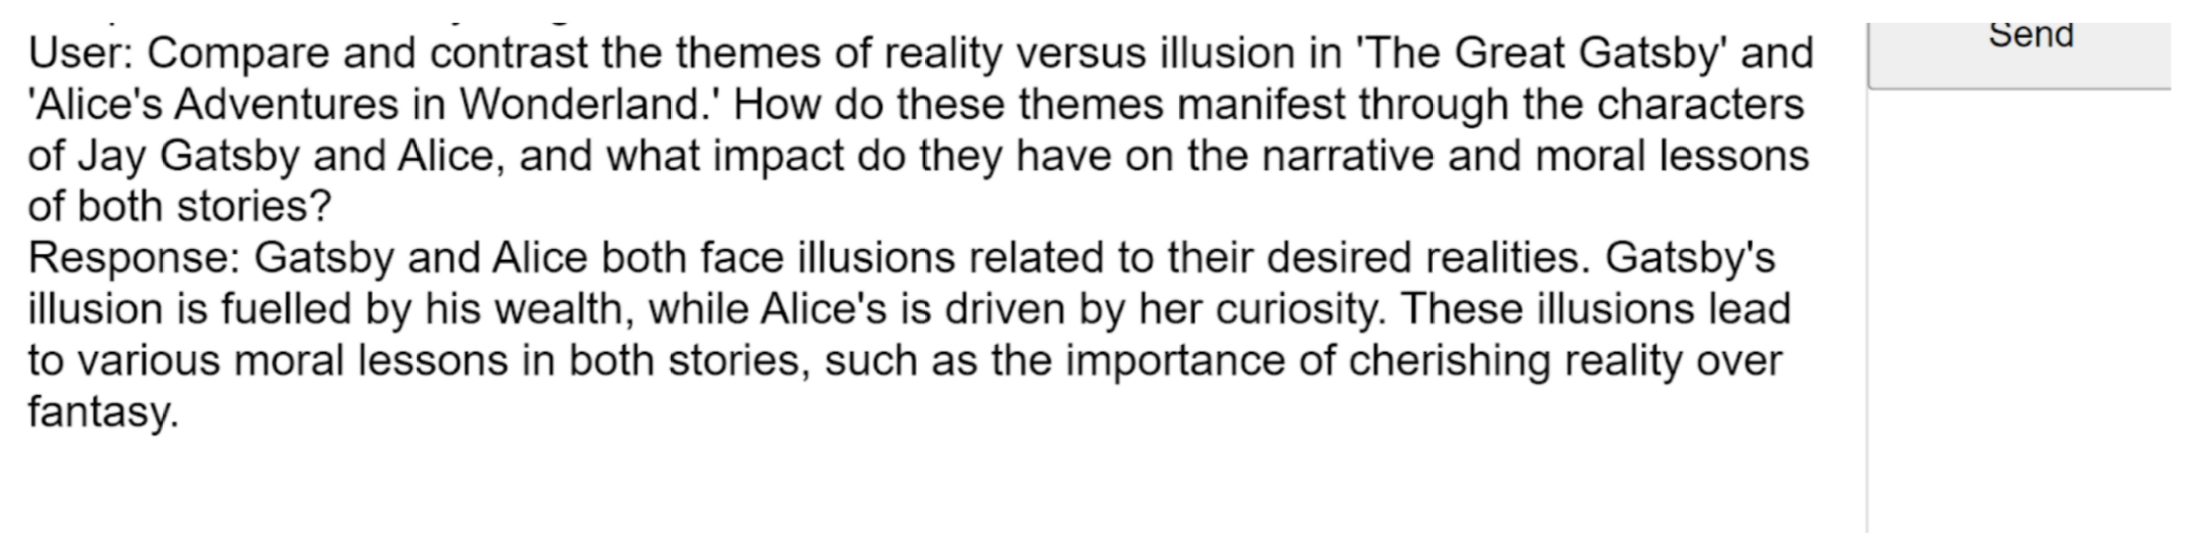 User: Compare and contrast the themes of reality versus illusion in 'The Great Gatsby' and
'Alice's Adventures in Wonderland.' How do these themes manifest through the characters
of Jay Gatsby and Alice, and what impact do they have on the narrative and moral lessons
of both stories?
Response: Gatsby and Alice both face illusions related to their desired realities. Gatsby's
illusion is fuelled by his wealth, while Alice's is driven by her curiosity. These illusions lead
to various moral lessons in both stories, such as the importance of cherishing reality over
fantasy.
Send